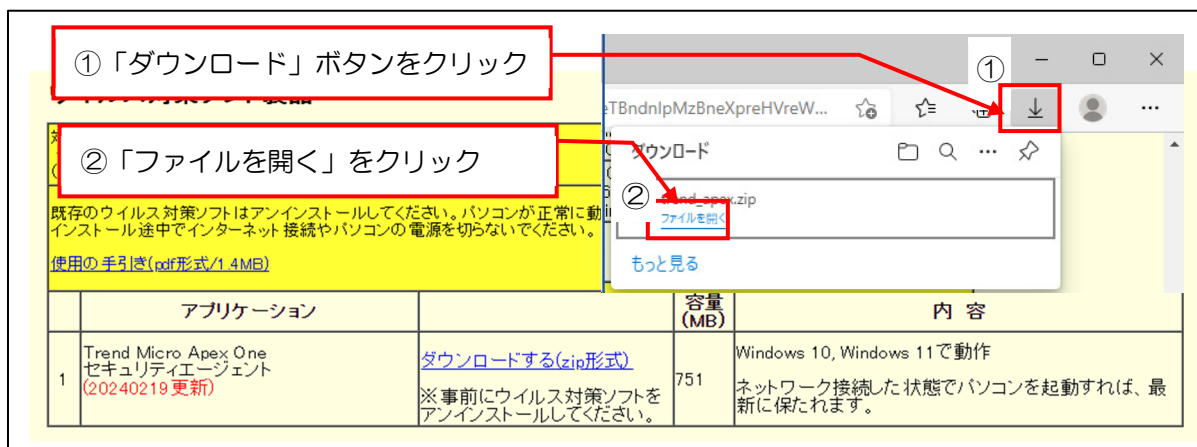 ①「ダウンロード」ボタンをクリック
①
eTBndnIpMzBneXpreHVreW...
②「ファイルを開く」をクリック
ダウンロード
②
trend_apex.zip
ファイルを開く
もっと見る
既存のウイルス対策ソフトはアンインストールしてください。パソコンが正常に動
インストール途中でインターネット接続やパソコンの電源を切らないでください。
使用の手引き(pdf形式/1.4MB)
アプリケーション
容量
(MB)
内 容
1
Trend Micro Apex One
セキュリティエージェント
(20240219更新)
ダウンロードする(zip形式)
※事前にウイルス対策ソフトを
アンインストールしてください。
751
Windows 10, Windows 11で動作
ネットワーク接続した状態でパソコンを起動すれば、最
新に保たれます。